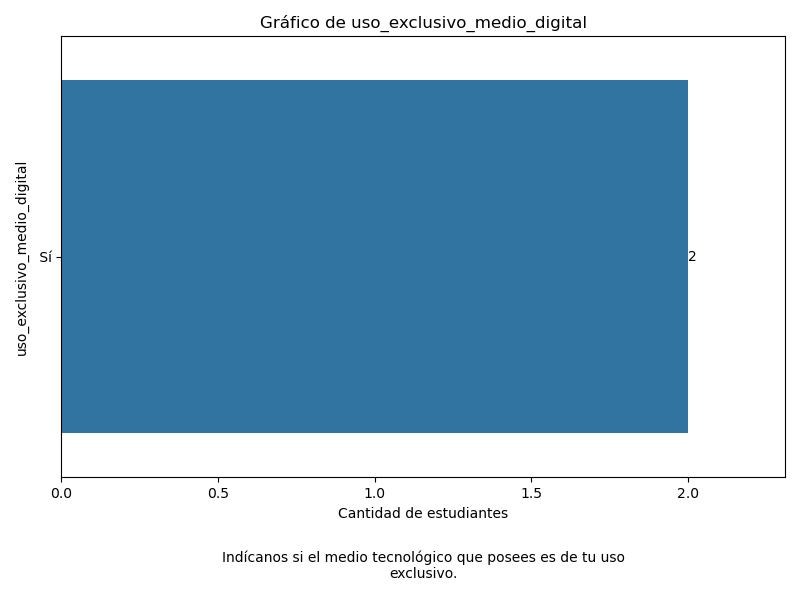 Gráfico de uso_exclusivo_medio_digital
uso_exclusivo_medio_digital
Sí
2
0.0
0.5
1.0
1.5
2.0
Cantidad de estudiantes
Indícanos si el medio tecnológico que posees es de tu uso
exclusivo.